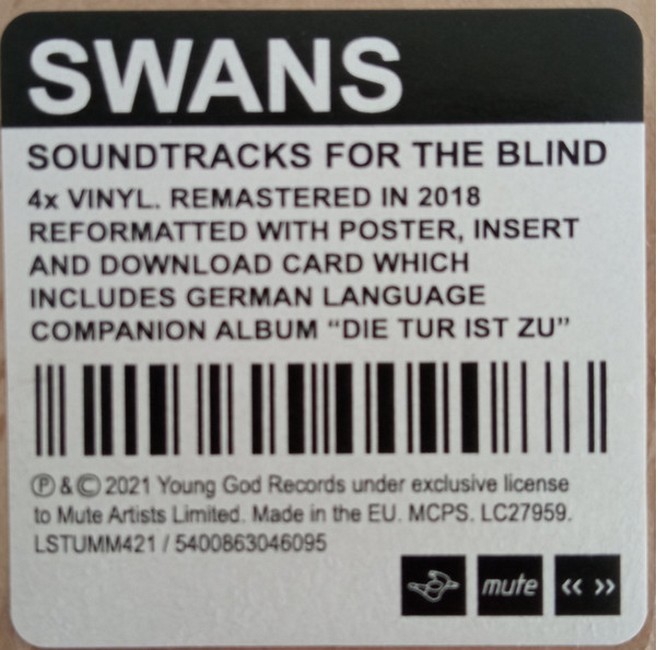 SWANS
SOUNDTRACKS FOR THE BLIND
4x VINYL. REMASTERED IN 2018
REFORMATTED WITH POSTER, INSERT
AND DOWNLOAD CARD WHICH
INCLUDES GERMAN LANGUAGE
COMPANION ALBUM “DIE TUR IST ZU”
℗ & © 2021 Young God Records under exclusive license
to Mute Artists Limited. Made in the EU. MCPS. LC27959.
LSTUMM421 / 5400863046095
mute « »